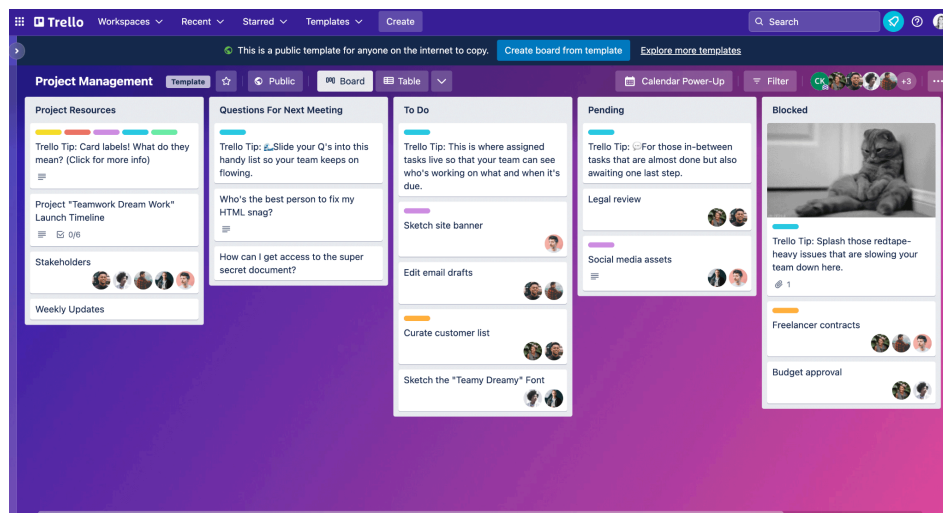 Trello Workspaces Recent Starred Templates Create Search
This is a public template for anyone on the internet to copy. Create board from template Explore more templates
Project Management Template Public Board Table Calendar Power-Up Filter CK +3
Project Resources
Trello Tip: Card labels! What do they
mean? (Click for more info)
Project "Teamwork Dream Work"
Launch Timeline
0/6
Stakeholders
Weekly Updates
Questions For Next Meeting
Trello Tip: 🌊Slide your Q's into this
handy list so your team keeps on
flowing.
Who's the best person to fix my
HTML snag?
How can I get access to the super
secret document?
To Do
Trello Tip: This is where assigned
tasks live so that your team can see
who's working on what and when it's
due.
Sketch site banner
Edit email drafts
Curate customer list
Sketch the "Teamy Dreamy" Font
Pending
Trello Tip: 💬For those in-between
tasks that are almost done but also
awaiting one last step.
Legal review
Social media assets
Blocked
Trello Tip: Splash those redtape-
heavy issues that are slowing your
team down here.
1
Freelancer contracts
Budget approval